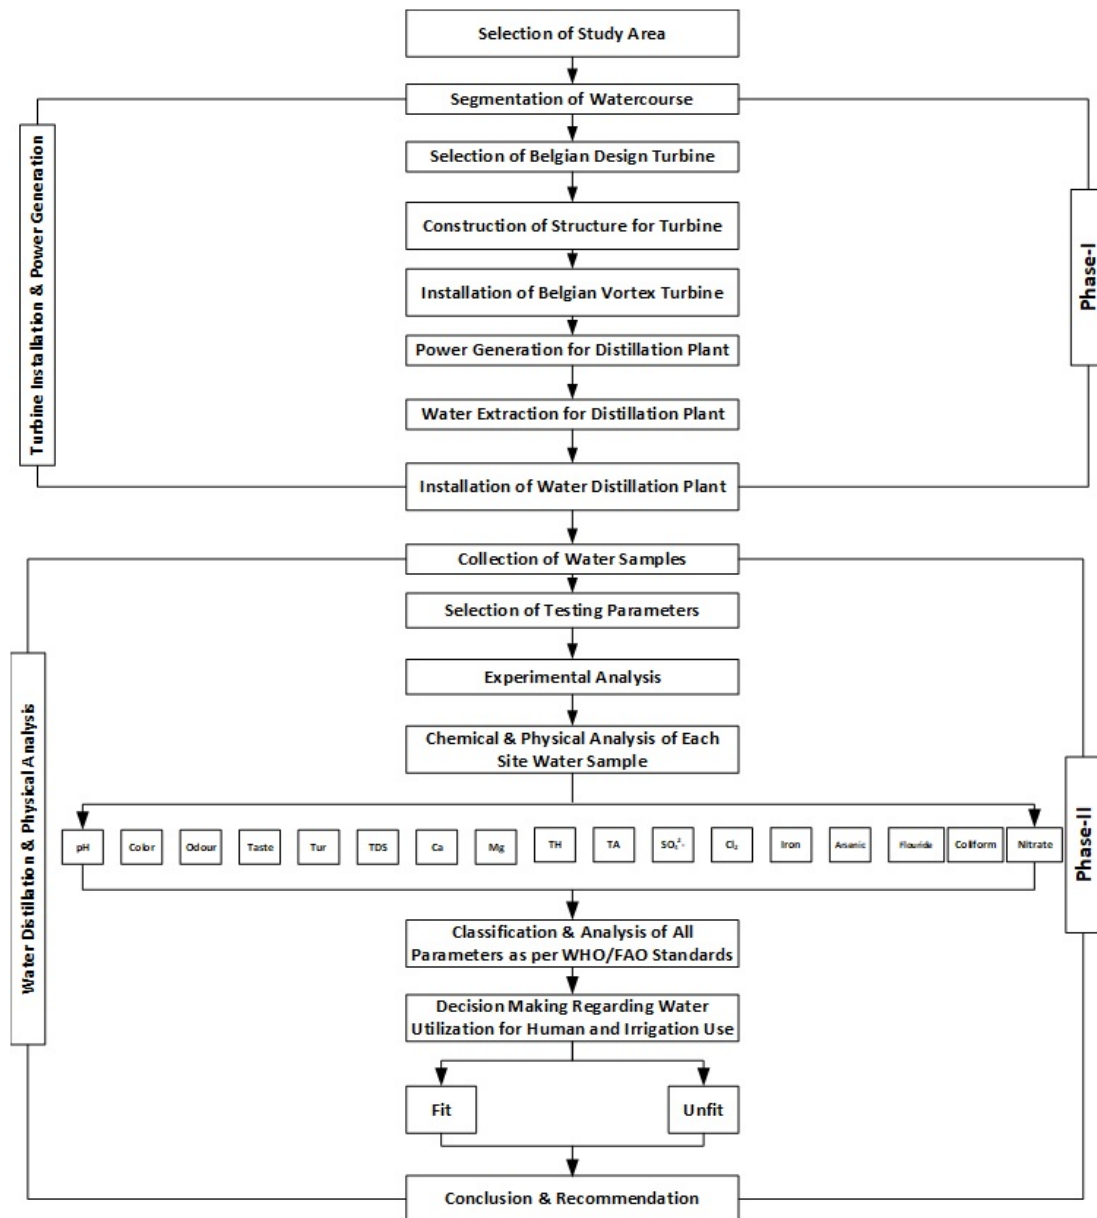 Selection of Study Area
Segmentation of Watercourse
Turbine Installation & Power Generation
Phase-I
Selection of Belgian Design Turbine
Construction of Structure for Turbine
Installation of Belgian Vortex Turbine
Power Generation for Distillation Plant
Water Extraction for Distillation Plant
Installation of Water Distillation Plant
Collection of Water Samples
Water Distillation & Physical Analysis
Phase-II
Selection of Testing Parameters
Experimental Analysis
Chemical & Physical Analysis of Each
Site Water Sample
pH
Color
Odour
Taste
Tur
TDS
Ca
Mg
TH
TA
SO₄²-
Cl₂
Iron
Arsenic
Flouride
Coliform
Nitrate
Classification & Analysis of All
Parameters as per WHO/FAO Standards
Decision Making Regarding Water
Utilization for Human and Irrigation Use
Fit
Unfit
Conclusion & Recommendation